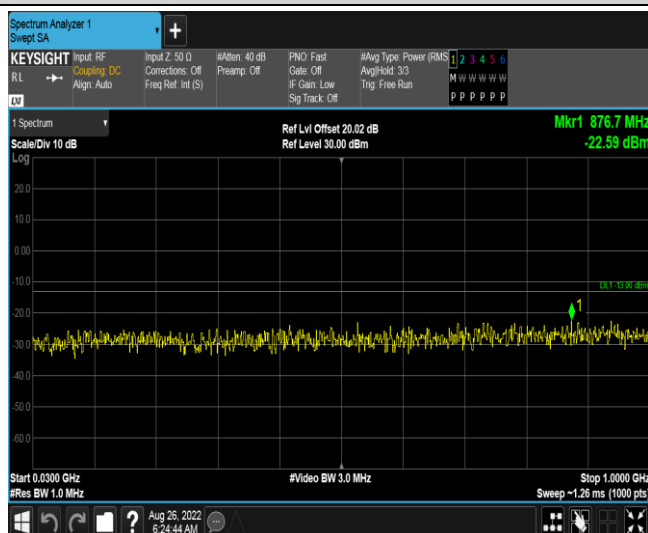 Spectrum Analyzer 1
Swept SA
+
KEYSIGHT
RL
LXI
Input: RF
Coupling: DC
Align: Auto
Input Z: 50 Ω
Corrections: Off
Freq Ref: Int (S)
#Atten: 40 dB
Preamp: Off
PNO: Fast
Gate: Off
IF Gain: Low
Sig Track: Off
#Avg Type: Power (RMS
Avg|Hold: 3/3
Trig: Free Run
1 2 3 4 5 6
M W W W W W
P P P P P P
1 Spectrum
Scale/Div 10 dB
Ref Lvl Offset 20.02 dB
Ref Level 30.00 dBm
Mkr1 876.7 MHz
-22.59 dBm
Log
20.0
10.0
0.00
-10.0
-20.0
-30.0
-40.0
-50.0
-60.0
DL1 -13.00 dBm
1
Start 0.0300 GHz
#Res BW 1.0 MHz
#Video BW 3.0 MHz
Stop 1.0000 GHz
Sweep ~1.26 ms (1000 pts)
?
Aug 26, 2022
6:24:44 AM